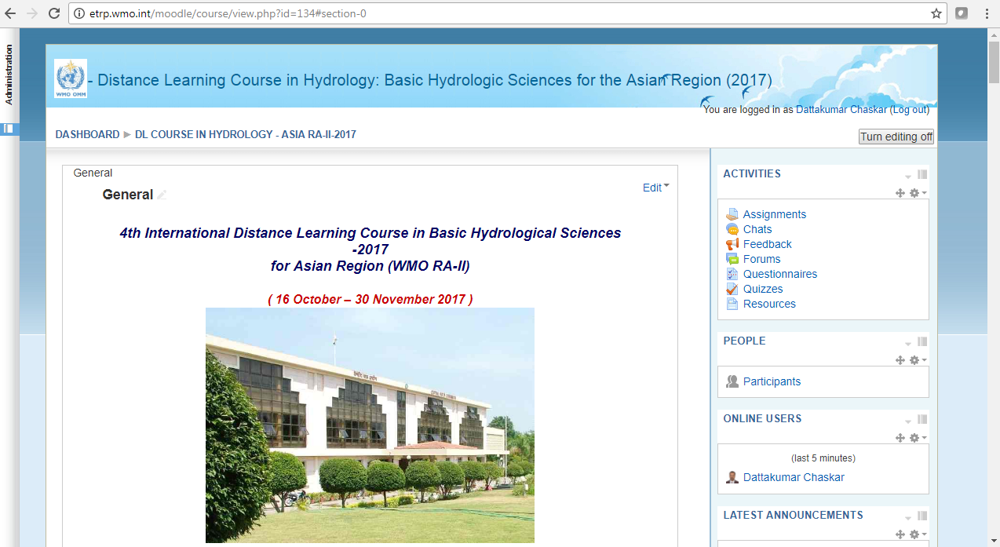 etrp.wmo.int/moodle/course/view.php?id=134#section-0
Administration
WMO OMM
- Distance Learning Course in Hydrology: Basic Hydrologic Sciences for the Asian Region (2017)
You are logged in as Dattakumar Chaskar (Log out)
DASHBOARD ► DL COURSE IN HYDROLOGY - ASIA RA-II-2017
Turn editing off
General
General
Edit
4th International Distance Learning Course in Basic Hydrological Sciences
-2017
for Asian Region (WMO RA-II)
( 16 October – 30 November 2017 )
ACTIVITIES
Assignments
Chats
Feedback
Forums
Questionnaires
Quizzes
Resources
PEOPLE
Participants
ONLINE USERS
(last 5 minutes)
Dattakumar Chaskar
LATEST ANNOUNCEMENTS